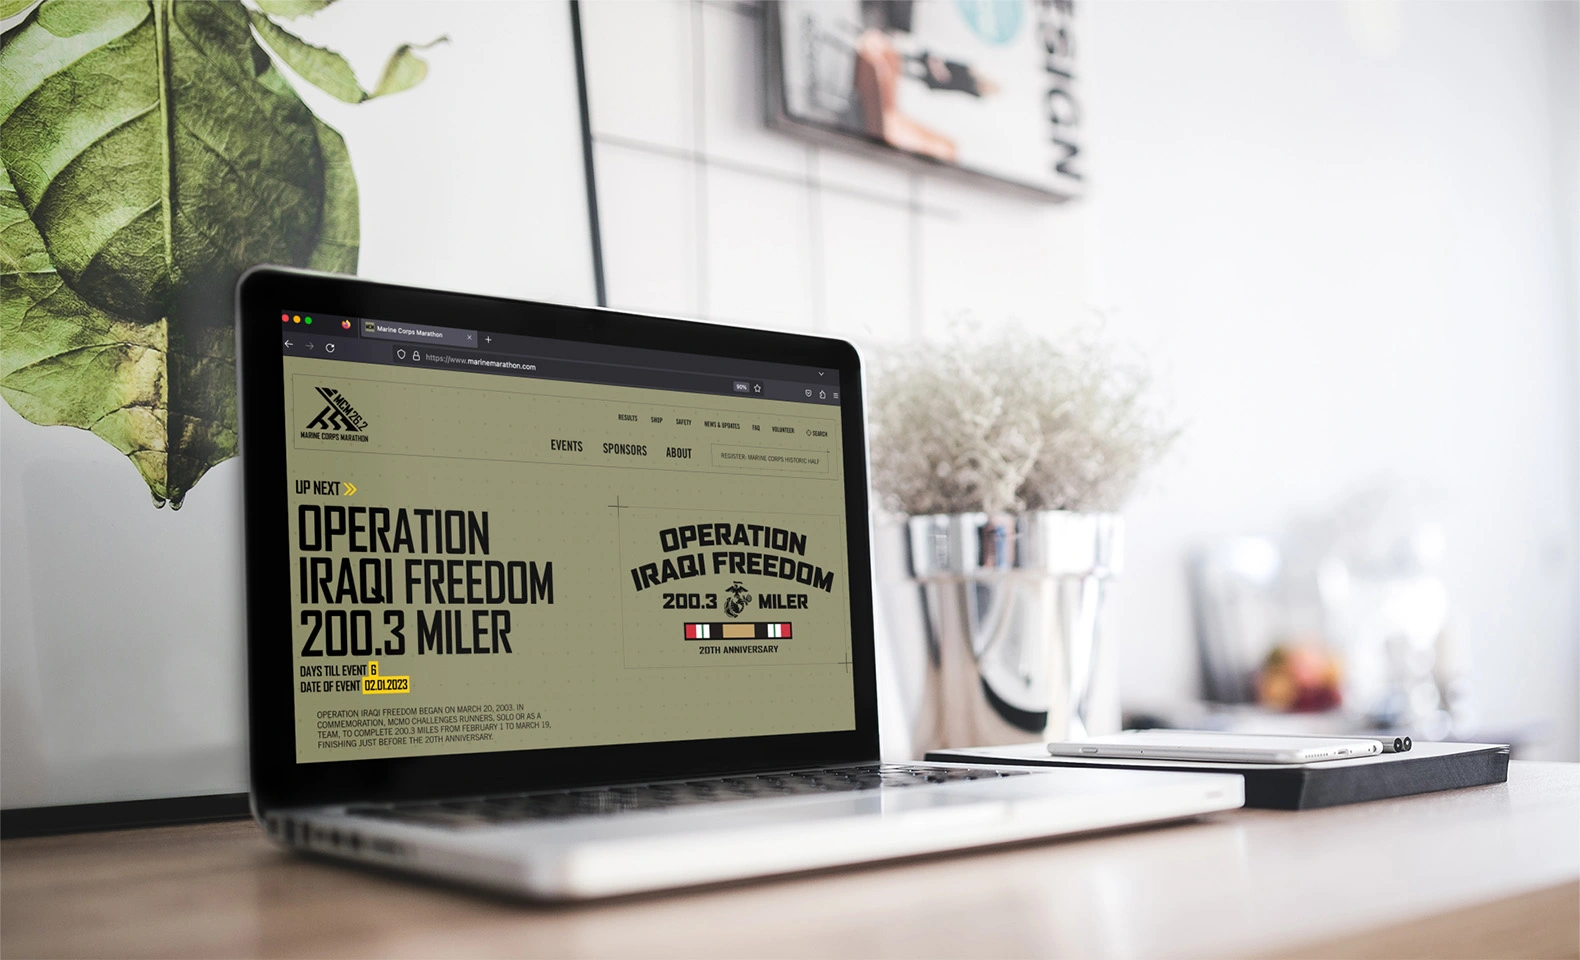 ESIGN
Marine Corps Marathon
https://www.marinemarathon.com
90%
MCM 26.2
MARINE CORPS MARATHON
RESULTS SHOP SAFETY NEWS & UPDATES FAQ VOLUNTEER SEARCH
EVENTS SPONSORS ABOUT
REGISTER: MARINE CORPS HISTORIC HALF
UP NEXT
OPERATION
IRAQI FREEDOM
200.3 MILER
DAYS TILL EVENT 6
DATE OF EVENT 02.01.2023
OPERATION IRAQI FREEDOM BEGAN ON MARCH 20, 2003. IN
COMMEMORATION, MCMO CHALLENGES RUNNERS, SOLO OR AS A
TEAM, TO COMPLETE 200.3 MILES FROM FEBRUARY 1 TO MARCH 19,
FINISHING JUST BEFORE THE 20TH ANNIVERSARY.
OPERATION
IRAQI FREEDOM
200.3 MILER
20TH ANNIVERSARY